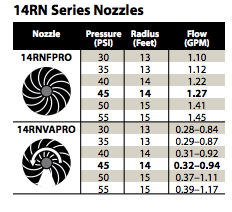 14RN Series Nozzles
Nozzle Pressure (PSI) Radius (Feet) Flow (GPM)
14RNFPRO 30 13 1.10
35 13 1.12
40 14 1.22
45 14 1.27
50 15 1.41
55 15 1.45
14RNVAPRO 30 13 0.28–0.84
35 13 0.29–0.87
40 14 0.31–0.92
45 14 0.32–0.94
50 15 0.37–1.11
55 15 0.39–1.17